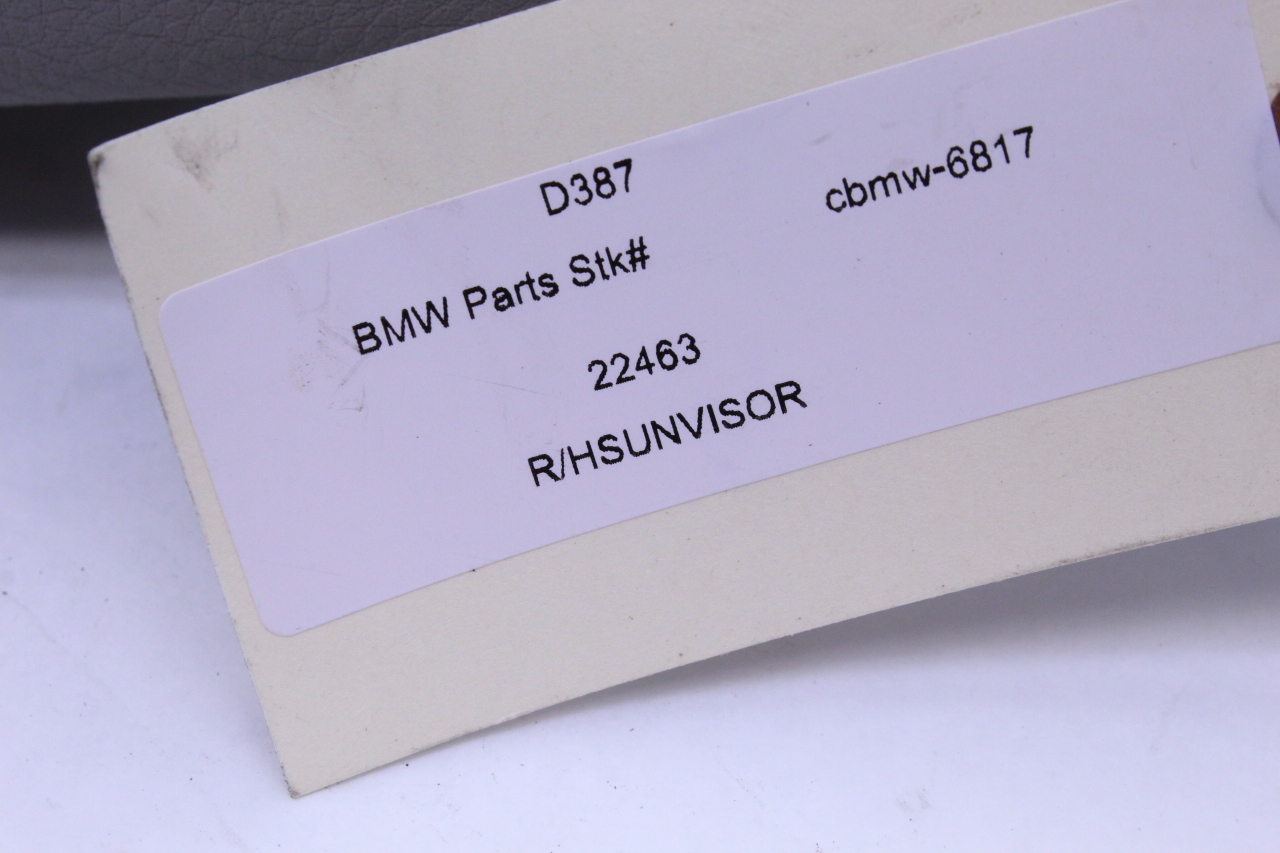 D387 cbmw-6817
BMW Parts Stk#
22463
R/HSUNVISOR